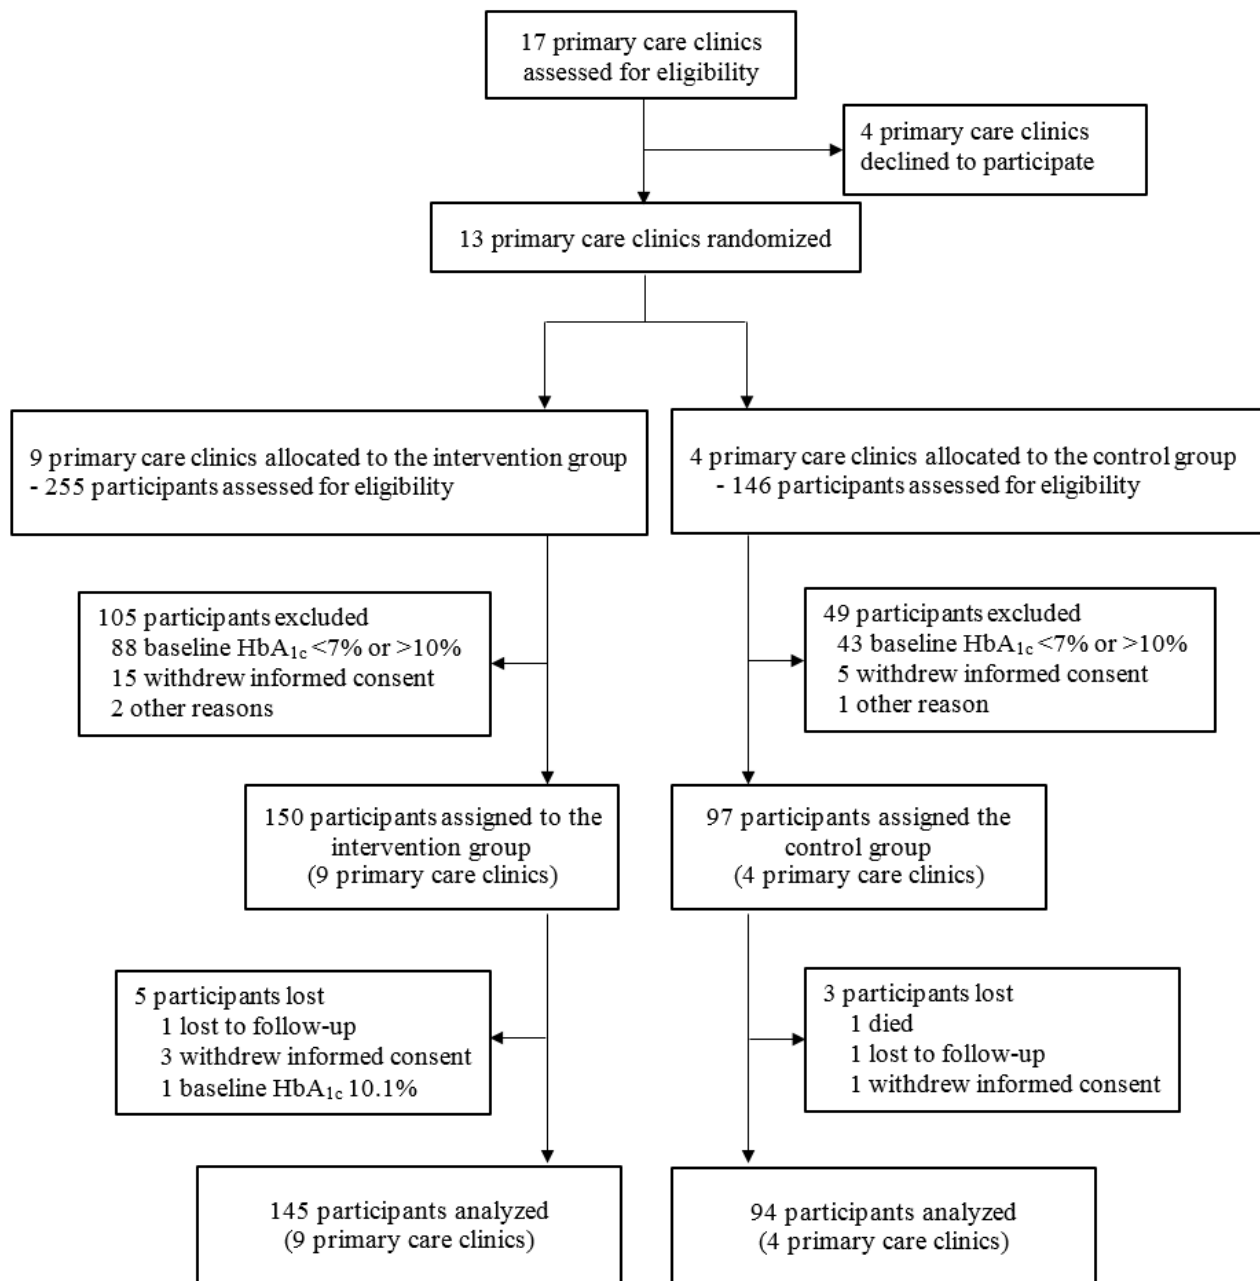 17 primary care clinics
assessed for eligibility
4 primary care clinics
declined to participate
13 primary care clinics randomized
9 primary care clinics allocated to the intervention group
- 255 participants assessed for eligibility
4 primary care clinics allocated to the control group
- 146 participants assessed for eligibility
105 participants excluded
88 baseline HbA1c <7% or >10%
15 withdrew informed consent
2 other reasons
49 participants excluded
43 baseline HbA1c <7% or >10%
5 withdrew informed consent
1 other reason
150 participants assigned to the
intervention group
(9 primary care clinics)
97 participants assigned the
control group
(4 primary care clinics)
5 participants lost
1 lost to follow-up
3 withdrew informed consent
1 baseline HbA1c 10.1%
3 participants lost
1 died
1 lost to follow-up
1 withdrew informed consent
145 participants analyzed
(9 primary care clinics)
94 participants analyzed
(4 primary care clinics)